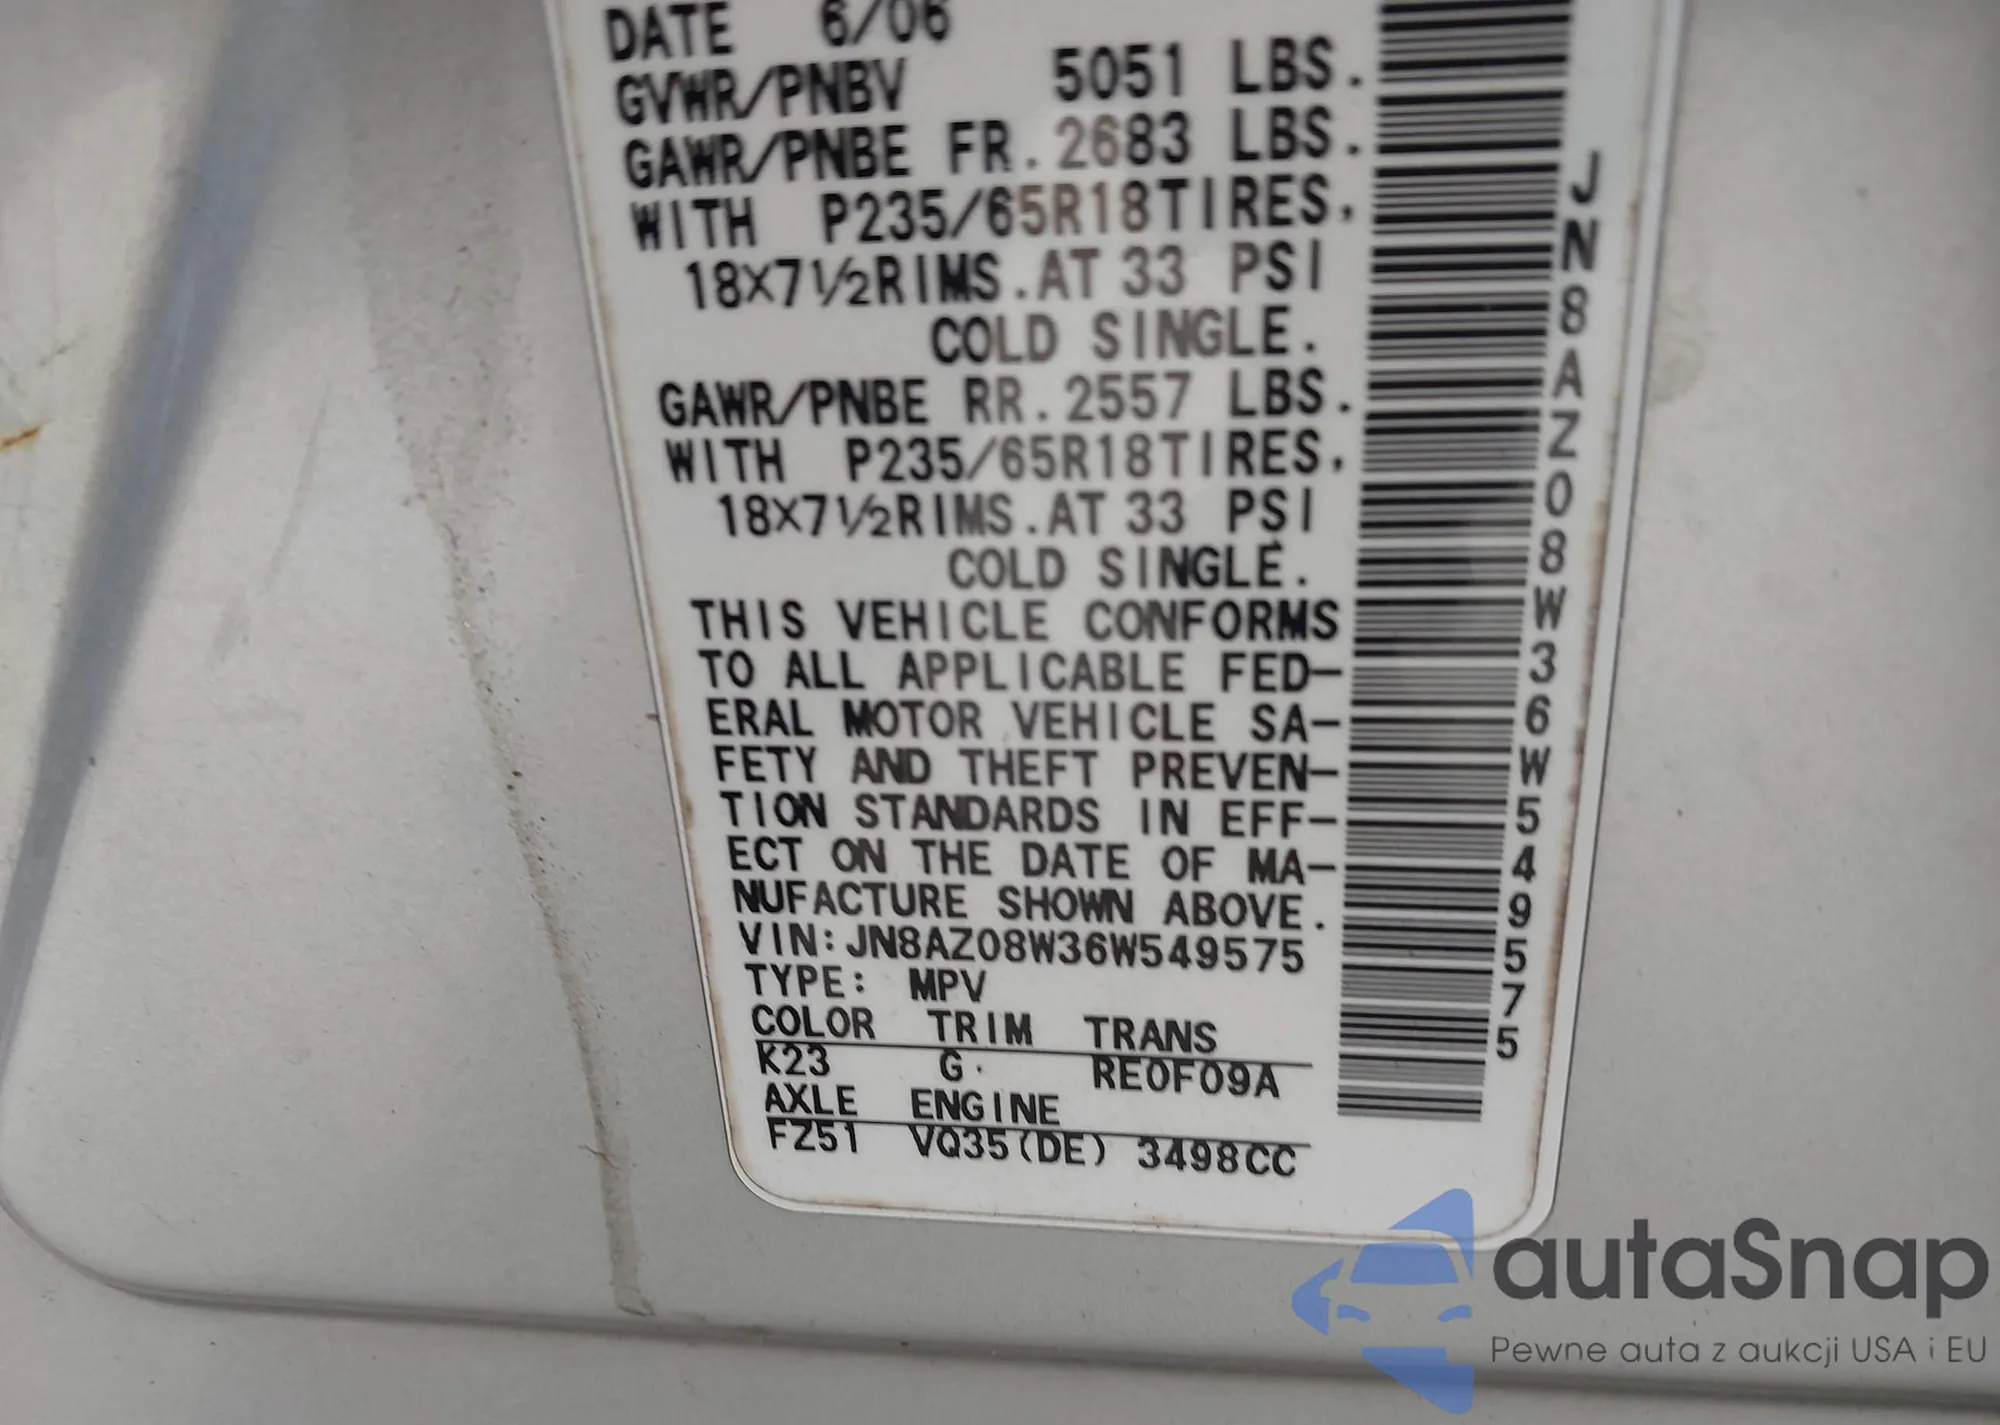 DATE 6/06
GVWR/PNBV 5051 LBS.
GAWR/PNBE FR. 2683 LBS.
WITH P235/65R18TIRES,
18X7½RIMS.AT 33 PSI
COLD SINGLE.
GAWR/PNBE RR. 2557 LBS.
WITH P235/65R18TIRES,
18X7½RIMS.AT 33 PSI
COLD SINGLE.
THIS VEHICLE CONFORMS
TO ALL APPLICABLE FED-
ERAL MOTOR VEHICLE SA-
FETY AND THEFT PREVEN-
TION STANDARDS IN EFF-
ECT ON THE DATE OF MA-
NUFACTURE SHOWN ABOVE.
VIN:JN8AZ08W36W549575
TYPE: MPV
COLOR TRIM TRANS
K23 G RE0F09A
AXLE ENGINE
FZ51 VQ35(DE) 3498CC
JN8AZ08W36W549575
autaSnap
Pewne auta z aukcji USA i EU